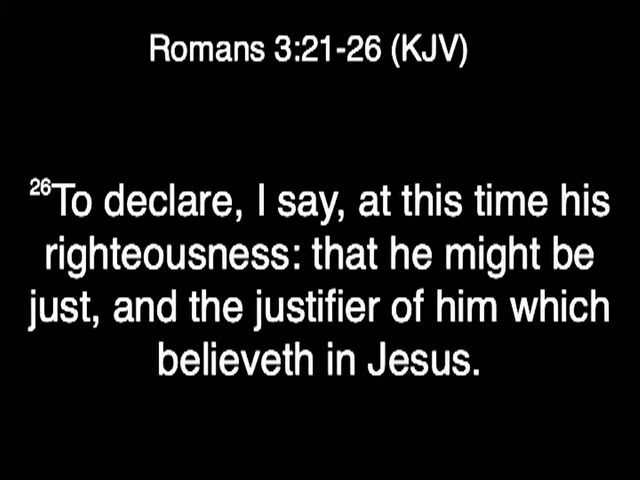 Romans 3:21-26 (KJV)
26To declare, I say, at this time his
righteousness: that he might be
just, and the justifier of him which
believeth in Jesus.